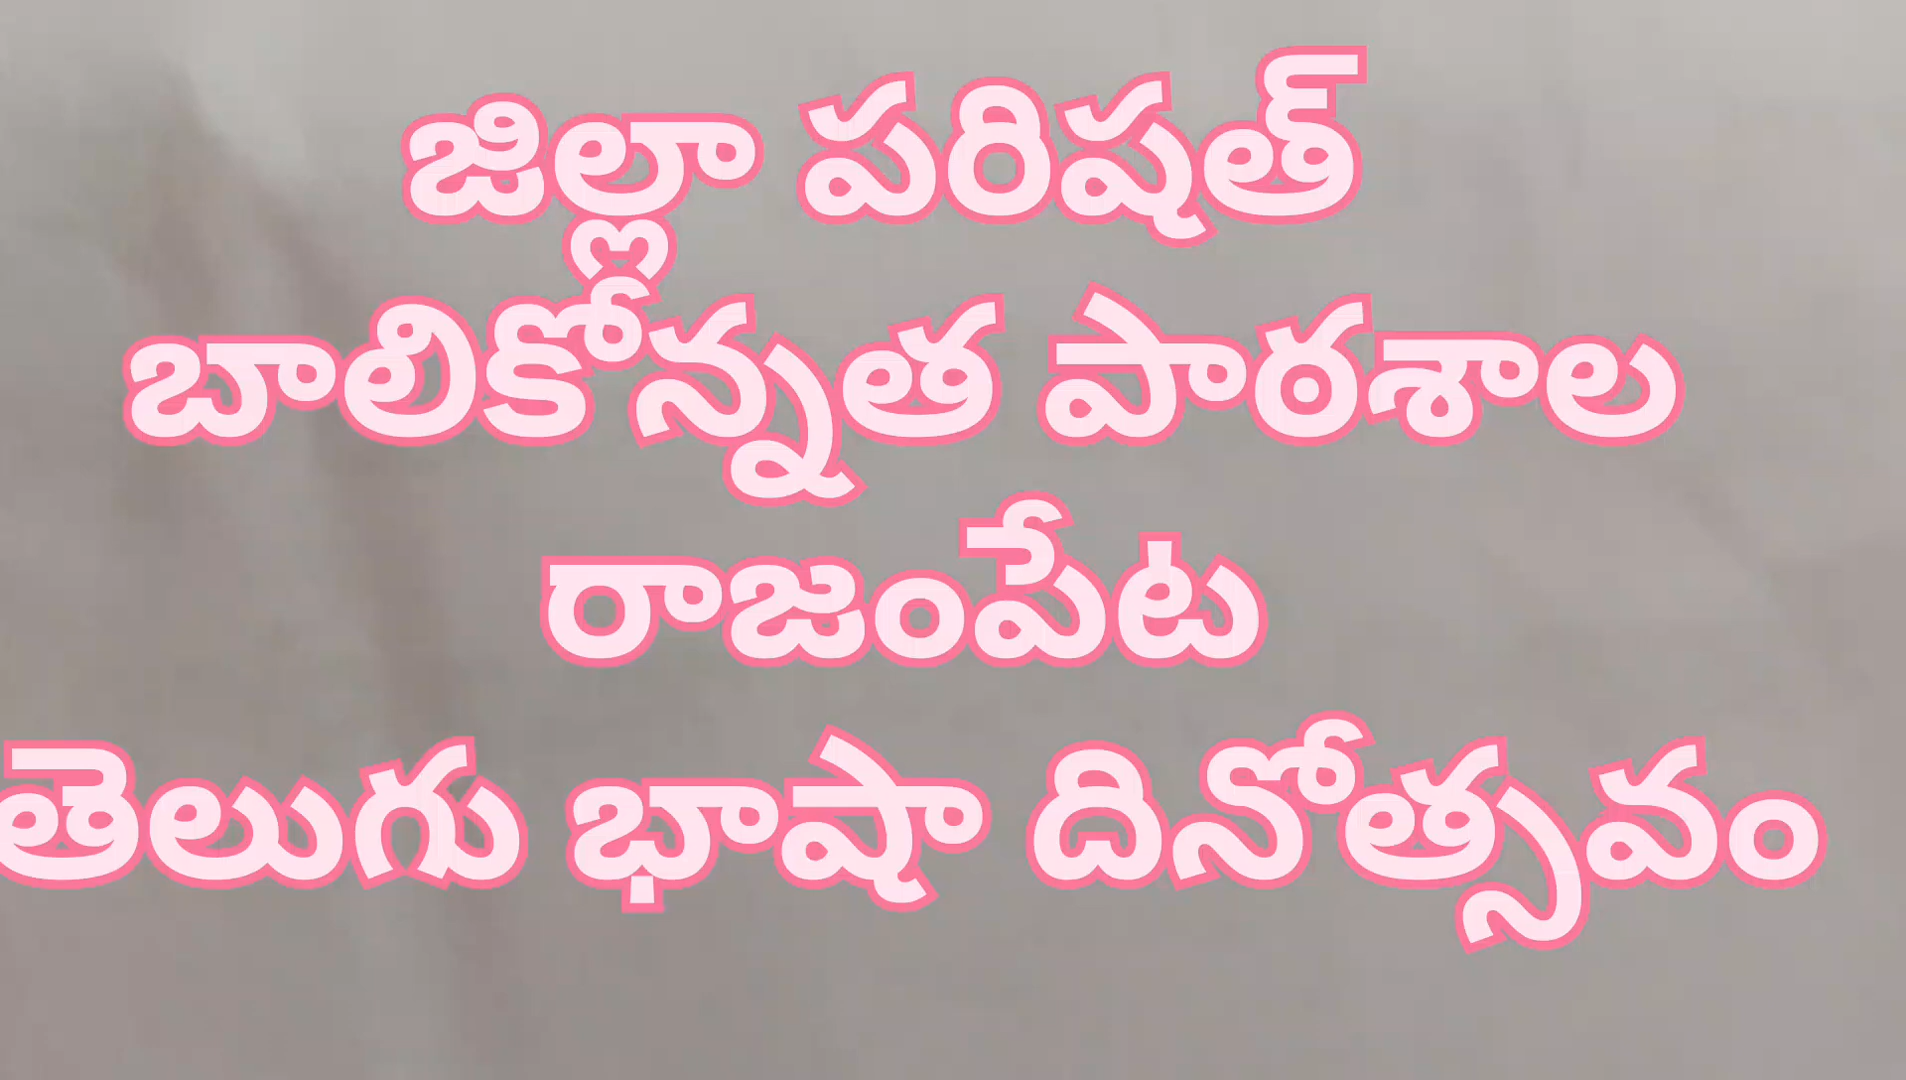 జిల్లా పరిషత్
బాలికోన్నత పాఠశాల
రాజంపేట
తెలుగు భాషా దినోత్సవం